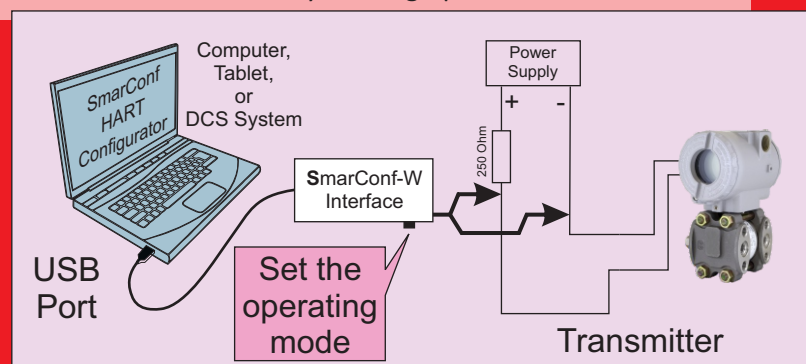 SmarConf
HART
Configurator
Computer,
Tablet,
or
DCS System
Power
Supply
+ -
250 Ohm
SmarConf-W
Interface
USB
Port
Set the
operating
mode
Transmitter